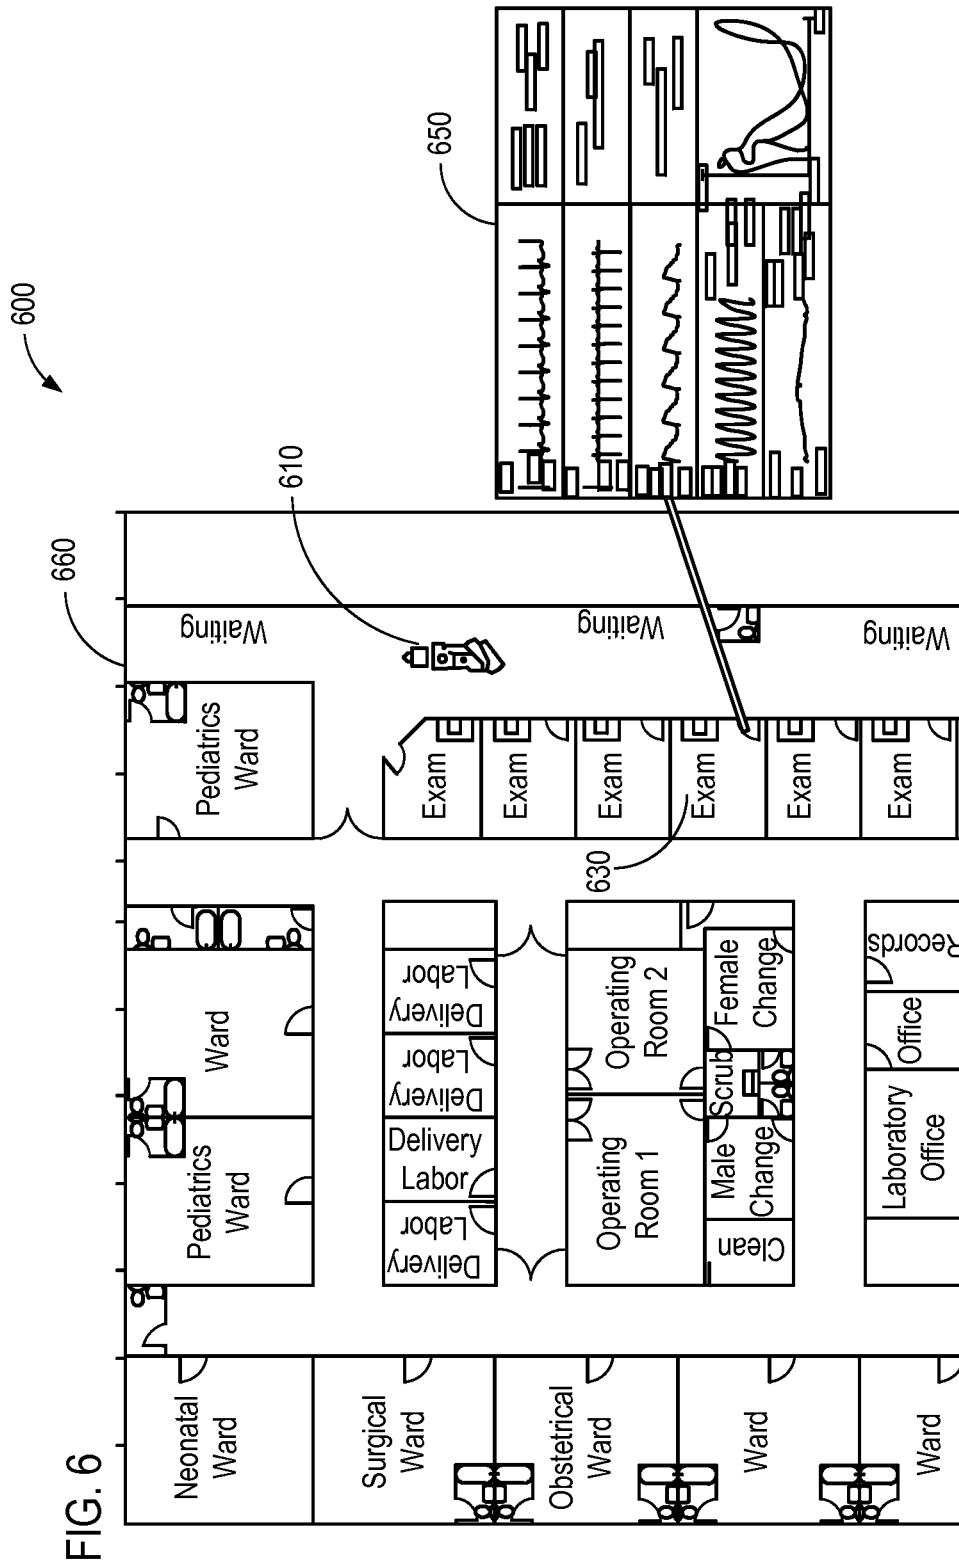 FIG. 6
600
650
610
660
630
Neonatal
Ward
Pediatrics
Ward
Ward
Pediatrics
Ward
Waiting
Surgical
Ward
Delivery
Labor
Delivery
Labor
Delivery
Labor
Delivery
Labor
Exam
Exam
Exam
Exam
Exam
Exam
Waiting
Obstetrical
Ward
Operating
Room 1
Operating
Room 2
Ward
Clean
Male
Change
Scrub
Female
Change
Waiting
Ward
Laboratory
Office
Office
Records